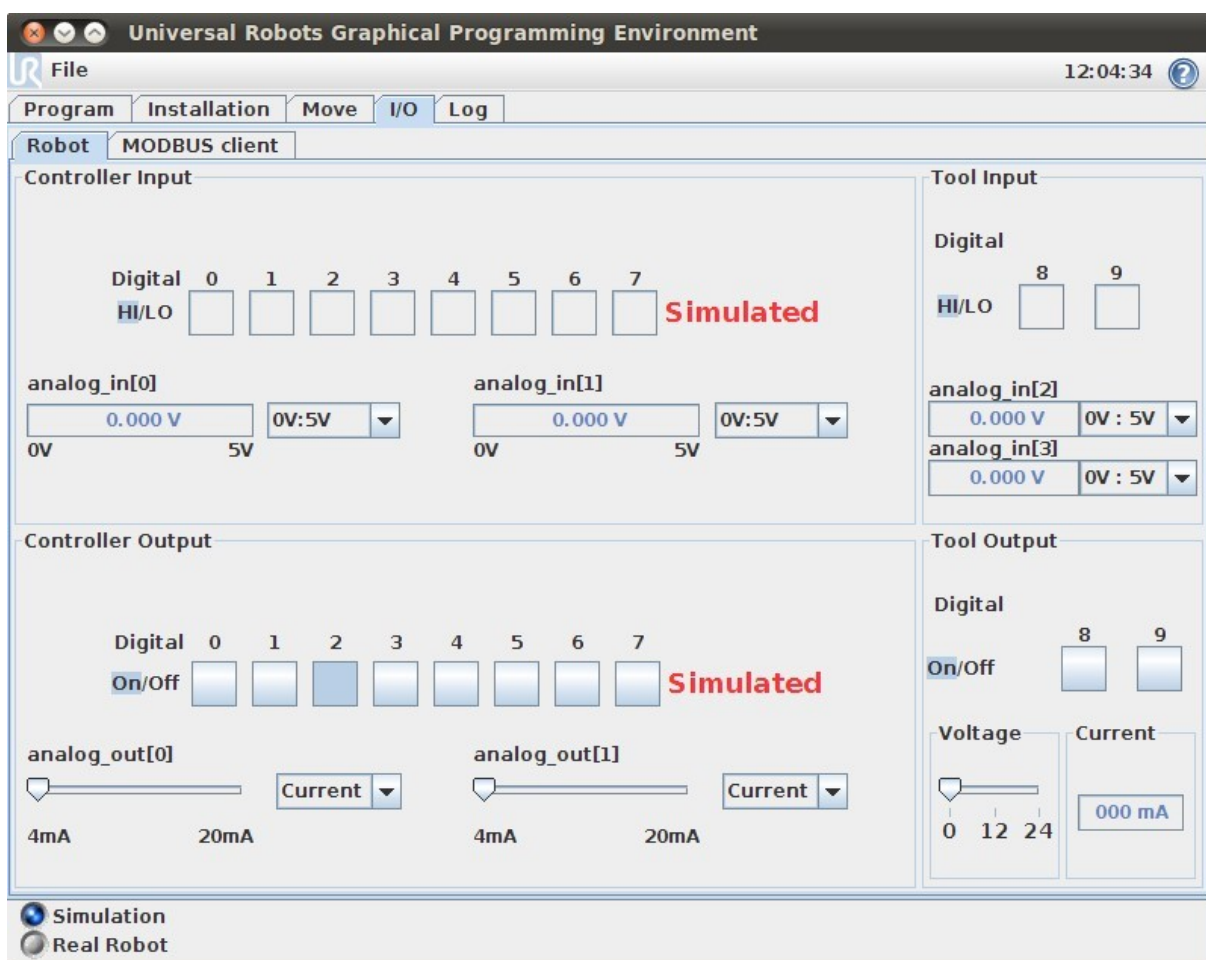 Universal Robots Graphical Programming Environment
File 12:04:34 ?
Program Installation Move I/O Log
Robot MODBUS client
Controller Input
Digital 0 1 2 3 4 5 6 7
HI/LO Simulated
analog_in[0] analog_in[1]
0.000 V 0V:5V 0.000 V 0V:5V
0V 5V 0V 5V
Tool Input
Digital
8 9
HI/LO
analog_in[2]
0.000 V 0V : 5V
analog_in[3]
0.000 V 0V : 5V
Controller Output
Digital 0 1 2 3 4 5 6 7
On/Off Simulated
analog_out[0] analog_out[1]
Current Current
4mA 20mA 4mA 20mA
Tool Output
Digital
8 9
On/Off
Voltage Current
000 mA
0 12 24
Simulation
Real Robot